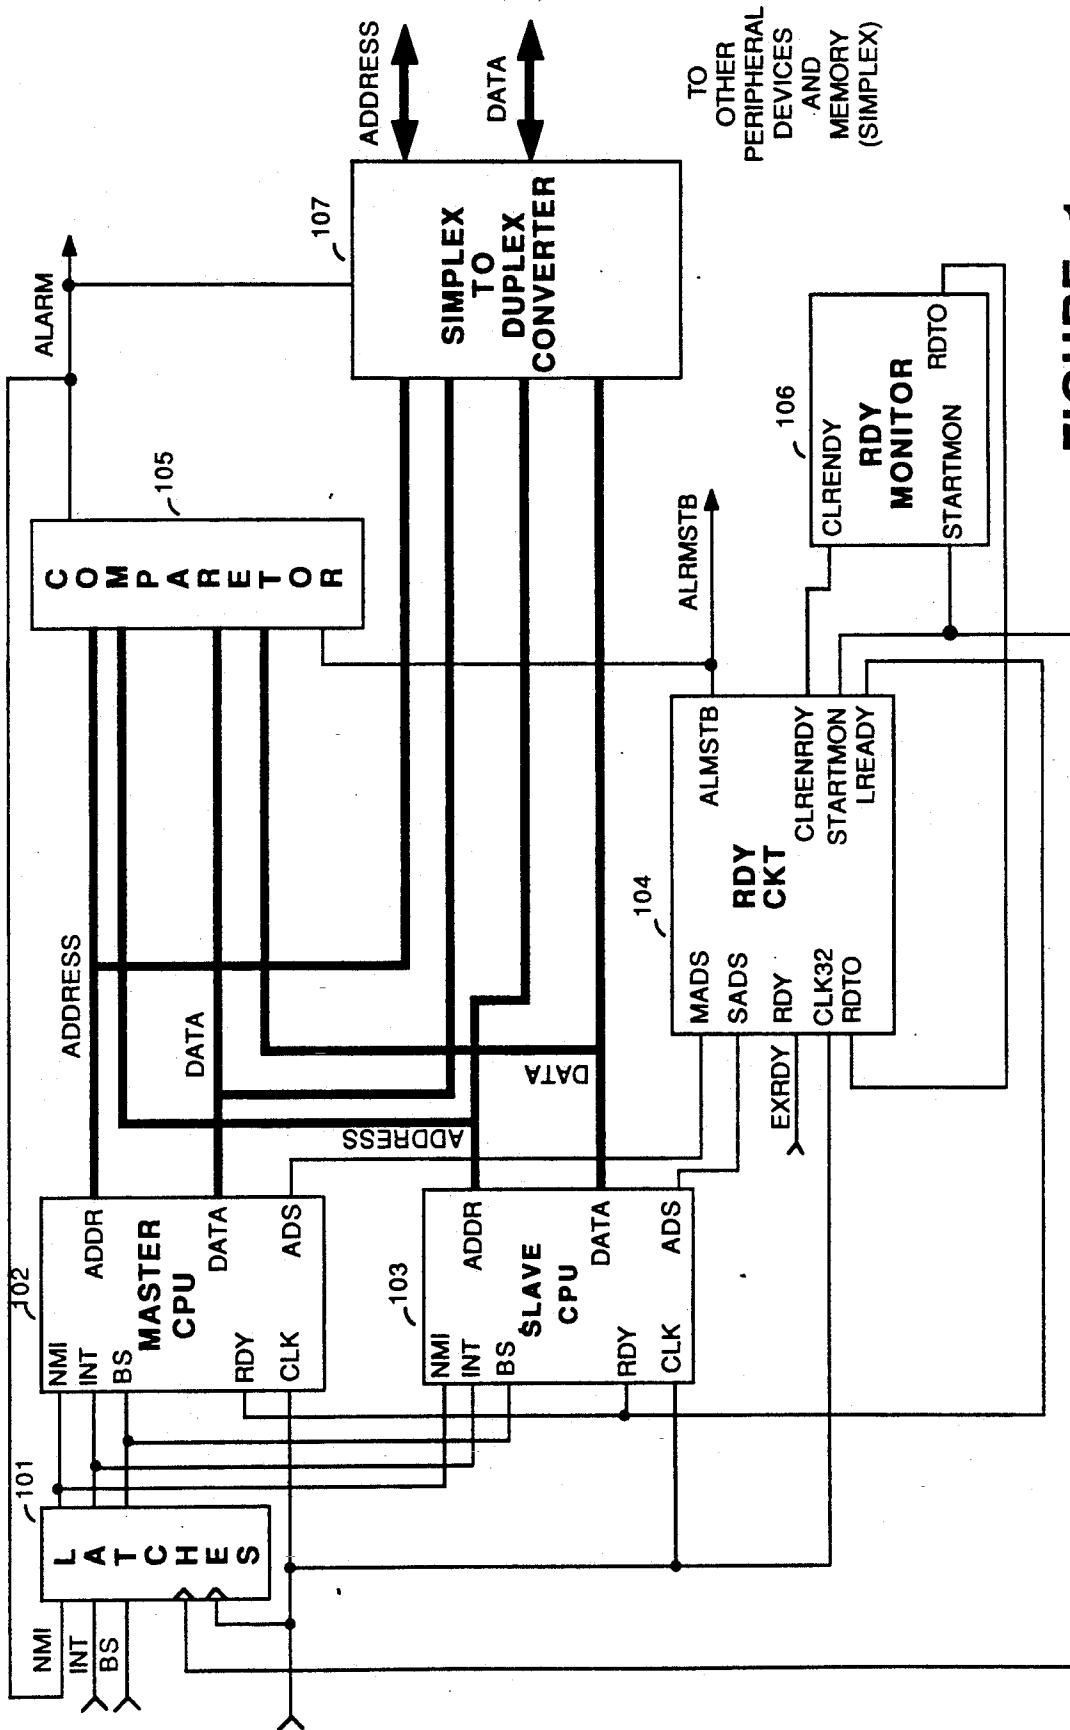 NMI
INT
BS
101
LATCHES
102
NMI
INT
BS
RDY
CLK
MASTER
CPU
ADDR
DATA
ADS
103
NMI
INT
BS
RDY
CLK
SLAVE
CPU
ADDR
DATA
ADS
ADDRESS
DATA
ADDRESS
DATA
105
COMPARETOR
ALARM
107
SIMPLEX
TO
DUPLEX
CONVERTER
ADDRESS
DATA
TO
OTHER
PERIPHERAL
DEVICES
AND
MEMORY
(SIMPLEX)
EXRDY
104
MADS
SADS
RDY
CLK32
RDTO
RDY
CKT
ALMSTB
CLRENRDY
STARTMON
LREADY
ALRMSTB
106
CLRENDY
STARTMON
RDY
MONITOR
RDTO